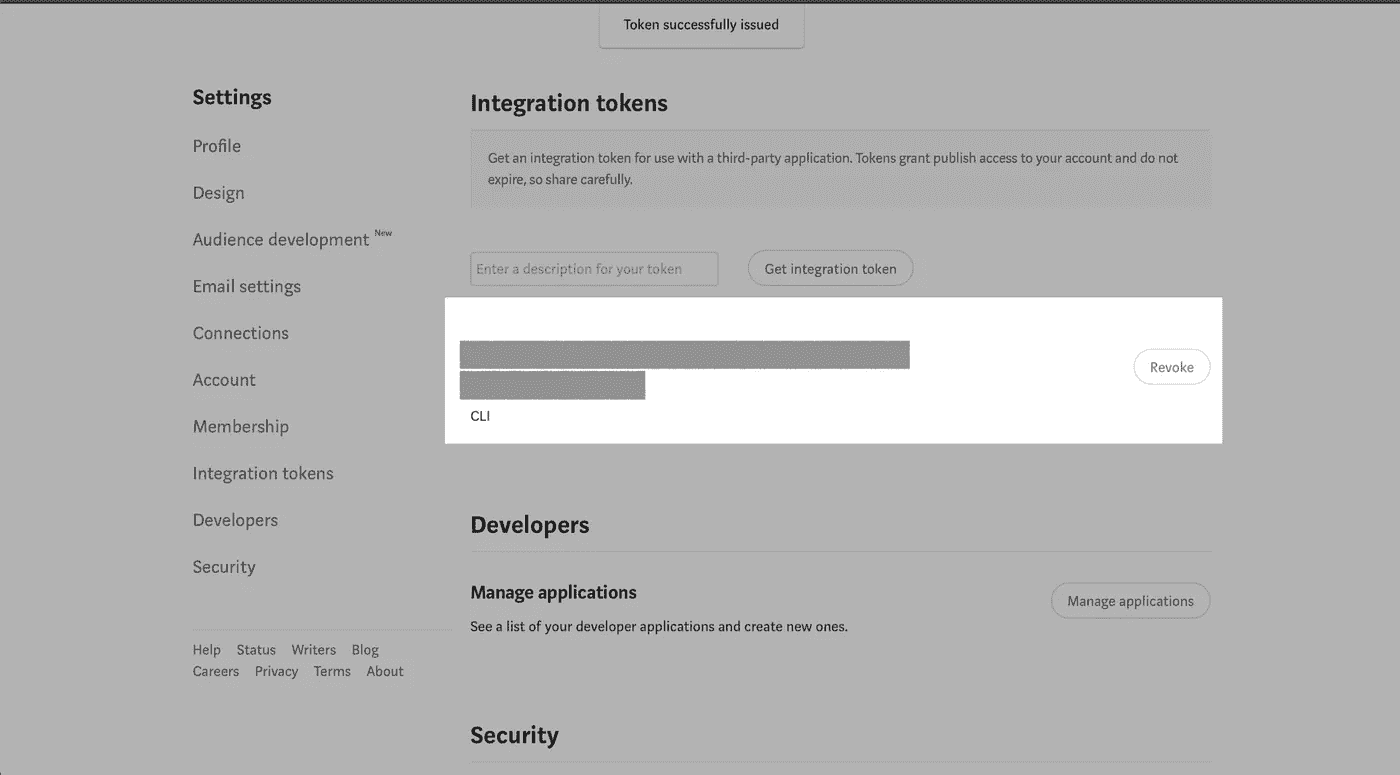 Token successfully issued
Settings
Profile
Design
Audience development New
Email settings
Connections
Account
Membership
Integration tokens
Developers
Security
Help Status Writers Blog
Careers Privacy Terms About
Integration tokens
Get an integration token for use with a third-party application. Tokens grant publish access to your account and do not
expire, so share carefully.
Enter a description for your token
Get integration token
Revoke
CLI
Developers
Manage applications
Manage applications
See a list of your developer applications and create new ones.
Security